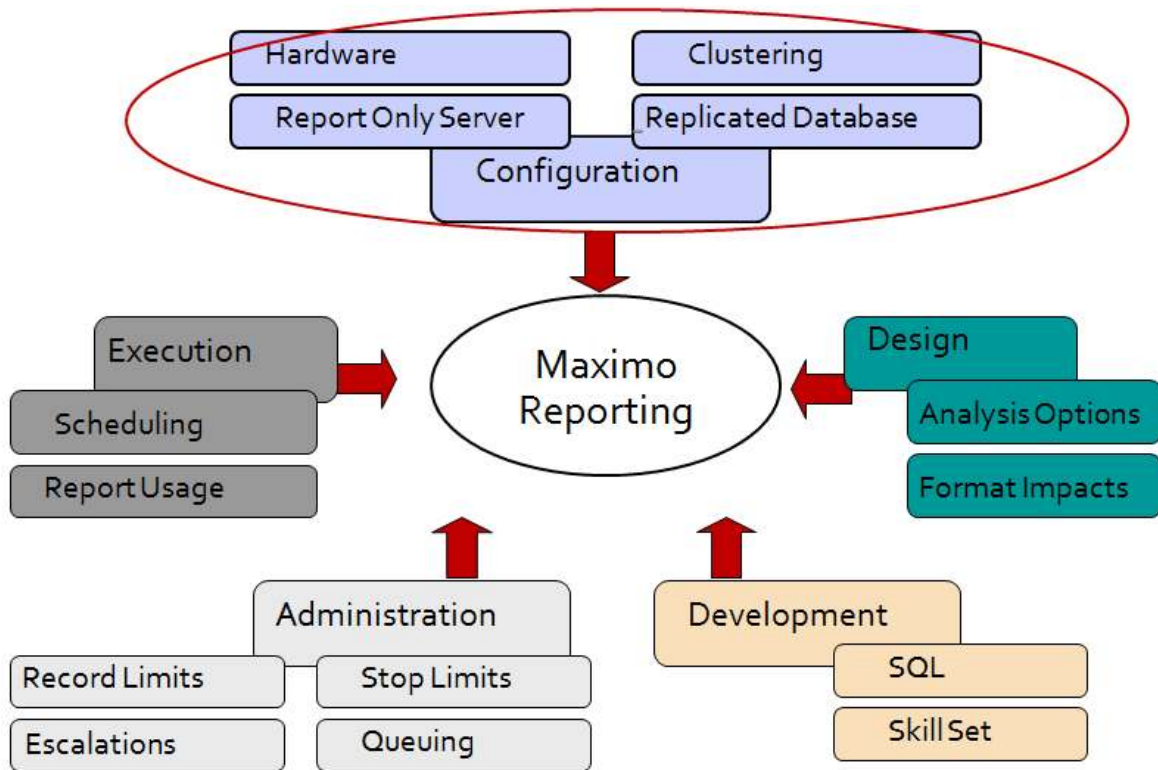 Hardware
Clustering
Report Only Server
Replicated Database
Configuration
Execution
Scheduling
Report Usage
Maximo
Reporting
Design
Analysis Options
Format Impacts
Administration
Record Limits
Stop Limits
Escalations
Queuing
Development
SQL
Skill Set